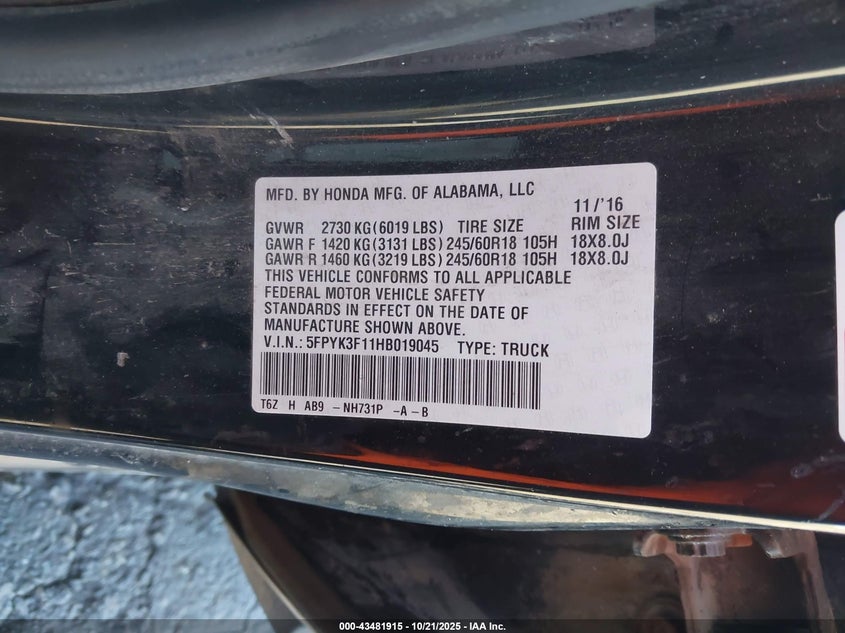 MFD. BY HONDA MFG. OF ALABAMA, LLC
11/'16
GVWR 2730 KG(6019 LBS) TIRE SIZE RIM SIZE
GAWR F 1420 KG(3131 LBS) 245/60R18 105H 18X8.0J
GAWR R 1460 KG(3219 LBS) 245/60R18 105H 18X8.0J
THIS VEHICLE CONFORMS TO ALL APPLICABLE
FEDERAL MOTOR VEHICLE SAFETY
STANDARDS IN EFFECT ON THE DATE OF
MANUFACTURE SHOWN ABOVE.
V.I.N.: 5FPYK3F11HB019045 TYPE: TRUCK
T6Z H AB9 -NH731P -A-B
000-43481915 - 10/21/2025 - IAA Inc.